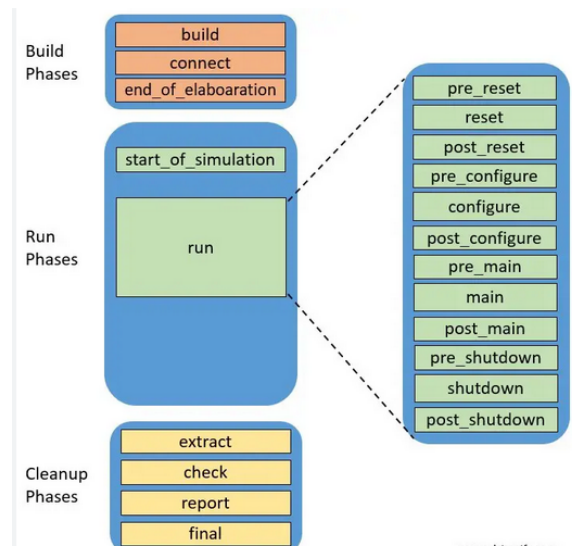 Build
Phases
build
connect
end_of_elaboaration
Run
Phases
start_of_simulation
run
pre_reset
reset
post_reset
pre_configure
configure
post_configure
pre_main
main
post_main
pre_shutdown
shutdown
post_shutdown
Cleanup
Phases
extract
check
report
final